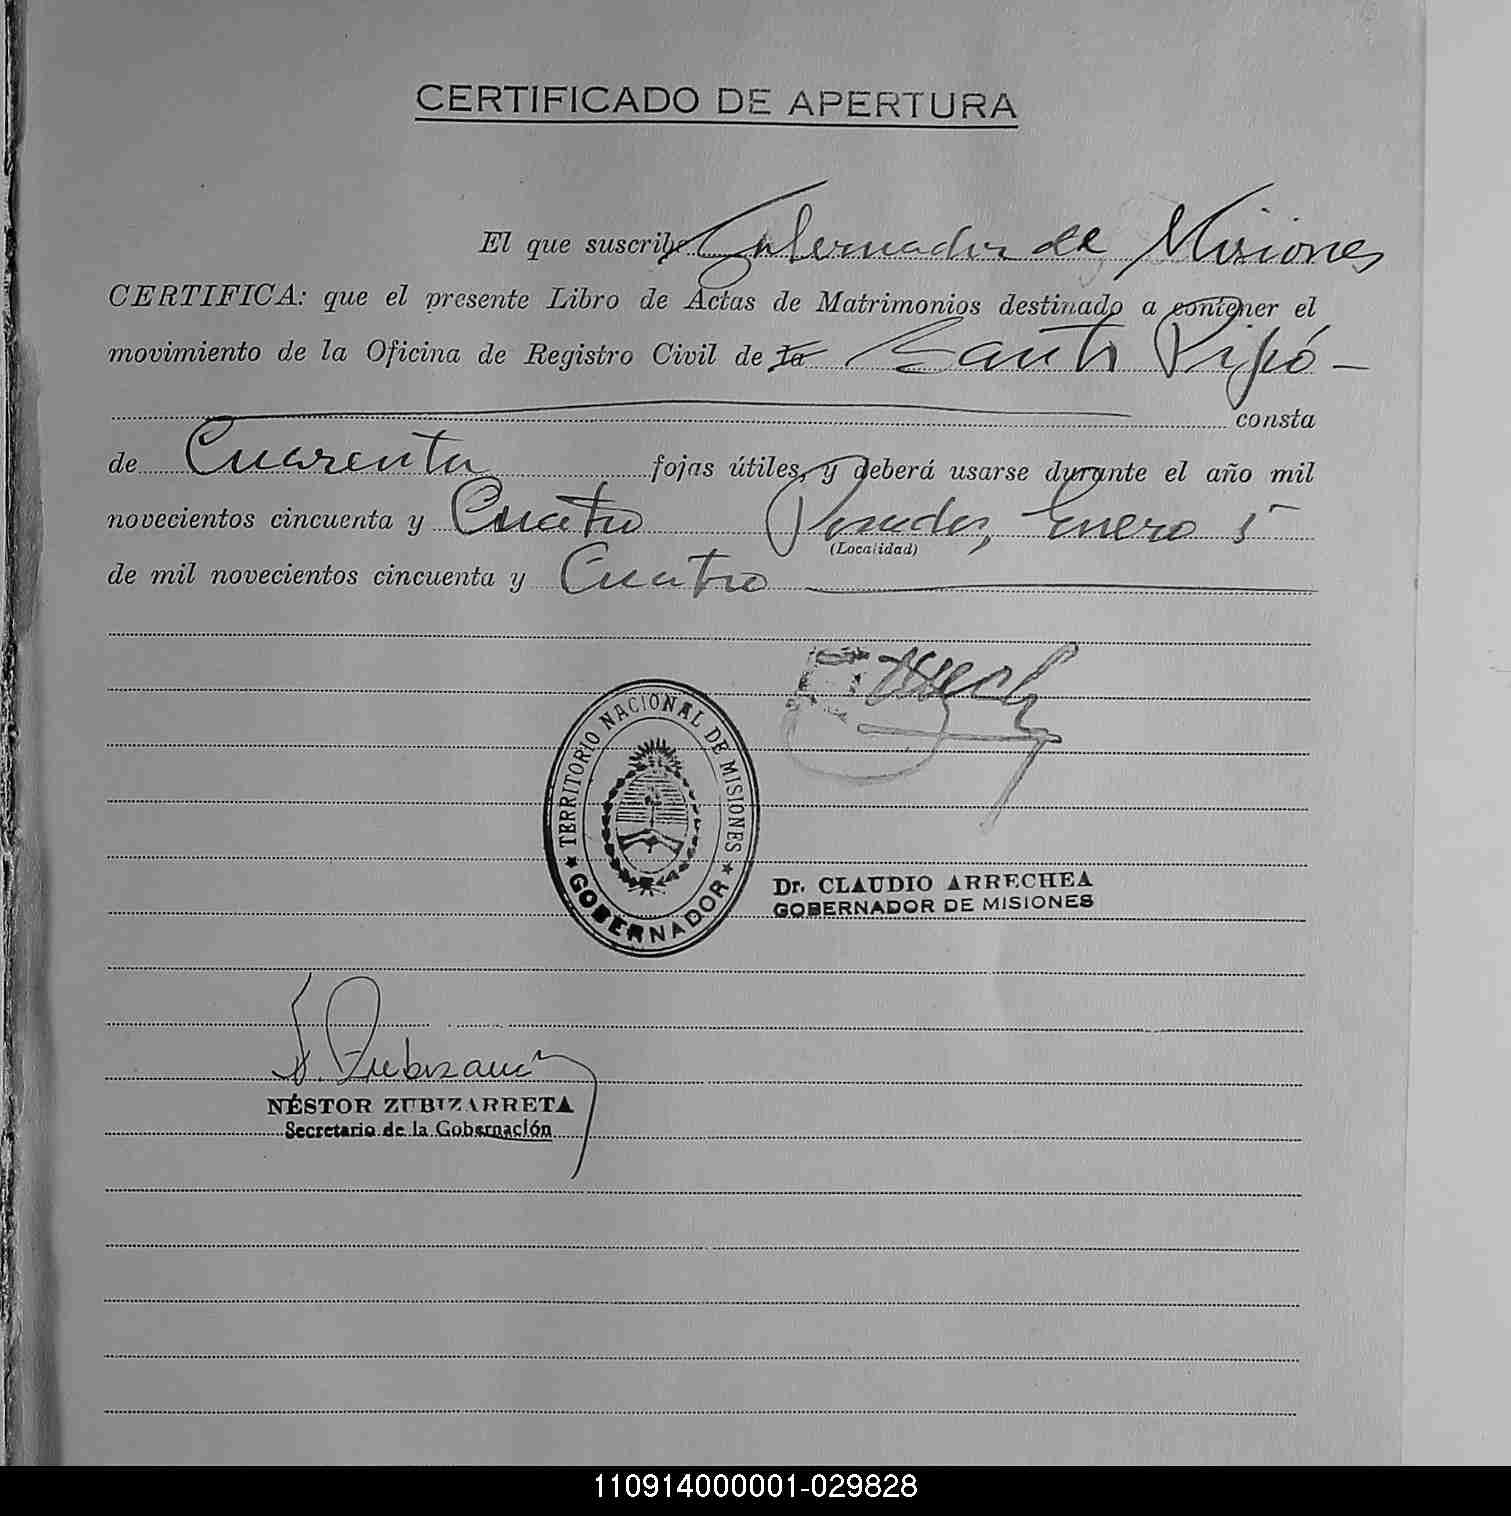 CERTIFICADO DE APERTURA
El que suscribe Gobernador de Misiones
CERTIFICA: que el presente Libro de Actas de Matrimonios destinado a contener el
movimiento de la Oficina de Registro Civil de la Santo Pipó —
consta
de Cuarenta fojas útiles, y deberá usarse durante el año mil
novecientos cincuenta y Cuatro Posadas, Enero 5
(Localidad)
de mil novecientos cincuenta y Cuatro
★ TERRITORIO NACIONAL DE MISIONES ★
GOBERNADOR
Dr. CLAUDIO ARRECHEA
GOBERNADOR DE MISIONES
N. Zubizarreta
NÉSTOR ZUBIZARRETA
Secretario de la Gobernación
110914000001-029828